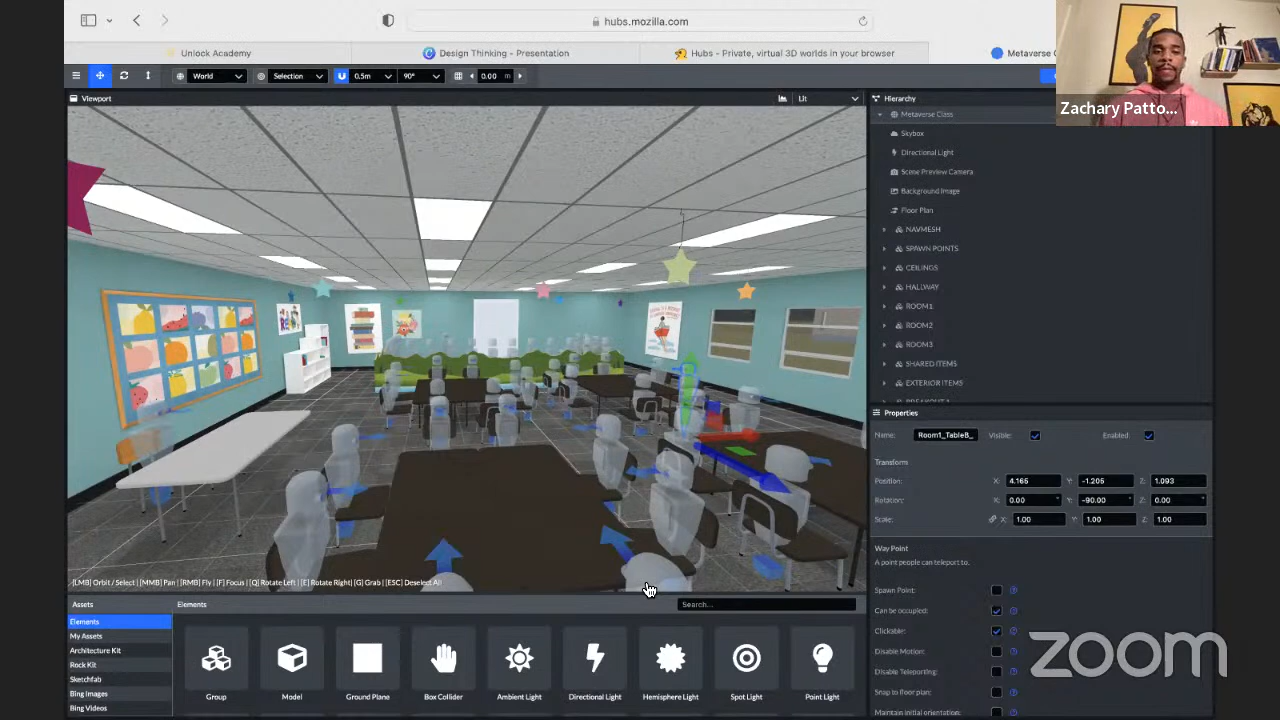 hubs.mozilla.com
Unlock Academy
Design Thinking - Presentation
Hubs - Private, virtual 3D worlds in your browser
Metaverse
World
Selection
0.5m
90°
0.00 m
Viewport
Lit
Hierarchy
Metaverse Class
Skybox
Directional Light
Scene Preview Camera
Background Image
Floor Plan
NAVMESH
SPAWN POINTS
CEILINGS
HALLWAY
ROOM1
ROOM2
ROOM3
SHARED ITEMS
EXTERIOR ITEMS
Zachary Patto...
Properties
Name: Room1_TableB_ Visible: Enabled:
Transform
Position: X: 4.165 Y: -1.205 Z: 1.093
Rotation: X: 0.00 ° Y: -90.00 ° Z: 0.00 °
Scale: X: 1.00 Y: 1.00 Z: 1.00
Way Point
A point people can teleport to.
Spawn Point:
Can be occupied:
Clickable:
Disable Motion:
Disable Teleporting:
Snap to floor plan:
Maintain initial orientation:
[LMB] Orbit / Select | [MMB] Pan | [RMB] Fly | [F] Focus | [Q] Rotate Left | [E] Rotate Right | [G] Grab | [ESC] Deselect All
Assets
Elements
My Assets
Architecture Kit
Rock Kit
Sketchfab
Bing Images
Bing Videos
Elements
Search...
Group
Model
Ground Plane
Box Collider
Ambient Light
Directional Light
Hemisphere Light
Spot Light
Point Light
zoom